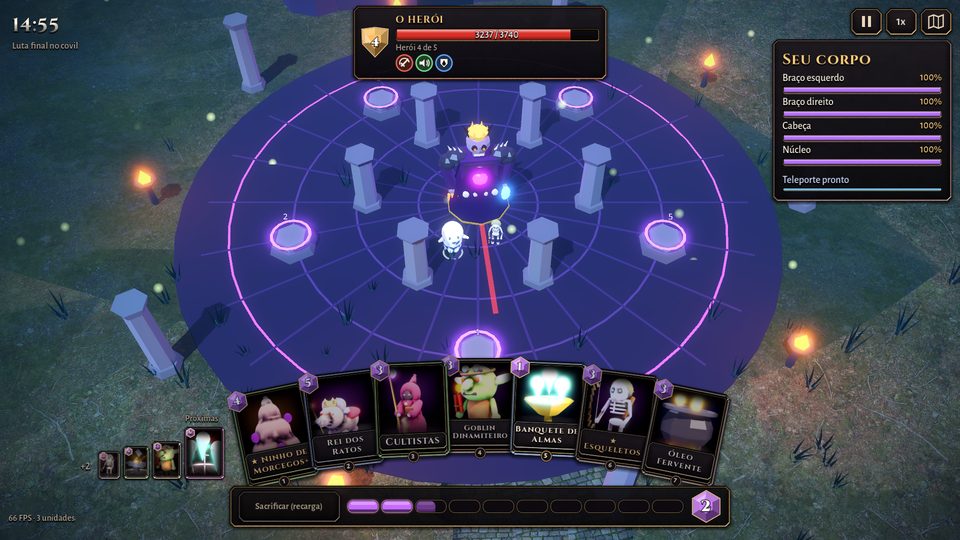 14:55
Luta final no covil
O HERÓI
4
3237 / 3740
Herói 4 de 5
1x
SEU CORPO
Braço esquerdo 100%
Braço direito 100%
Cabeça 100%
Núcleo 100%
Teleporte pronto
2
5
Próximas
+2
4
★ NINHO DE MORCEGOS+
1
5
REI DOS RATOS
2
3
CULTISTAS
3
3
GOBLIN DINAMITEIRO
4
1
BANQUETE DE ALMAS
5
3
★ ESQUELETOS
6
3
ÓLEO FERVENTE
7
Sacrificar (recarga)
2
66 FPS · 3 unidades